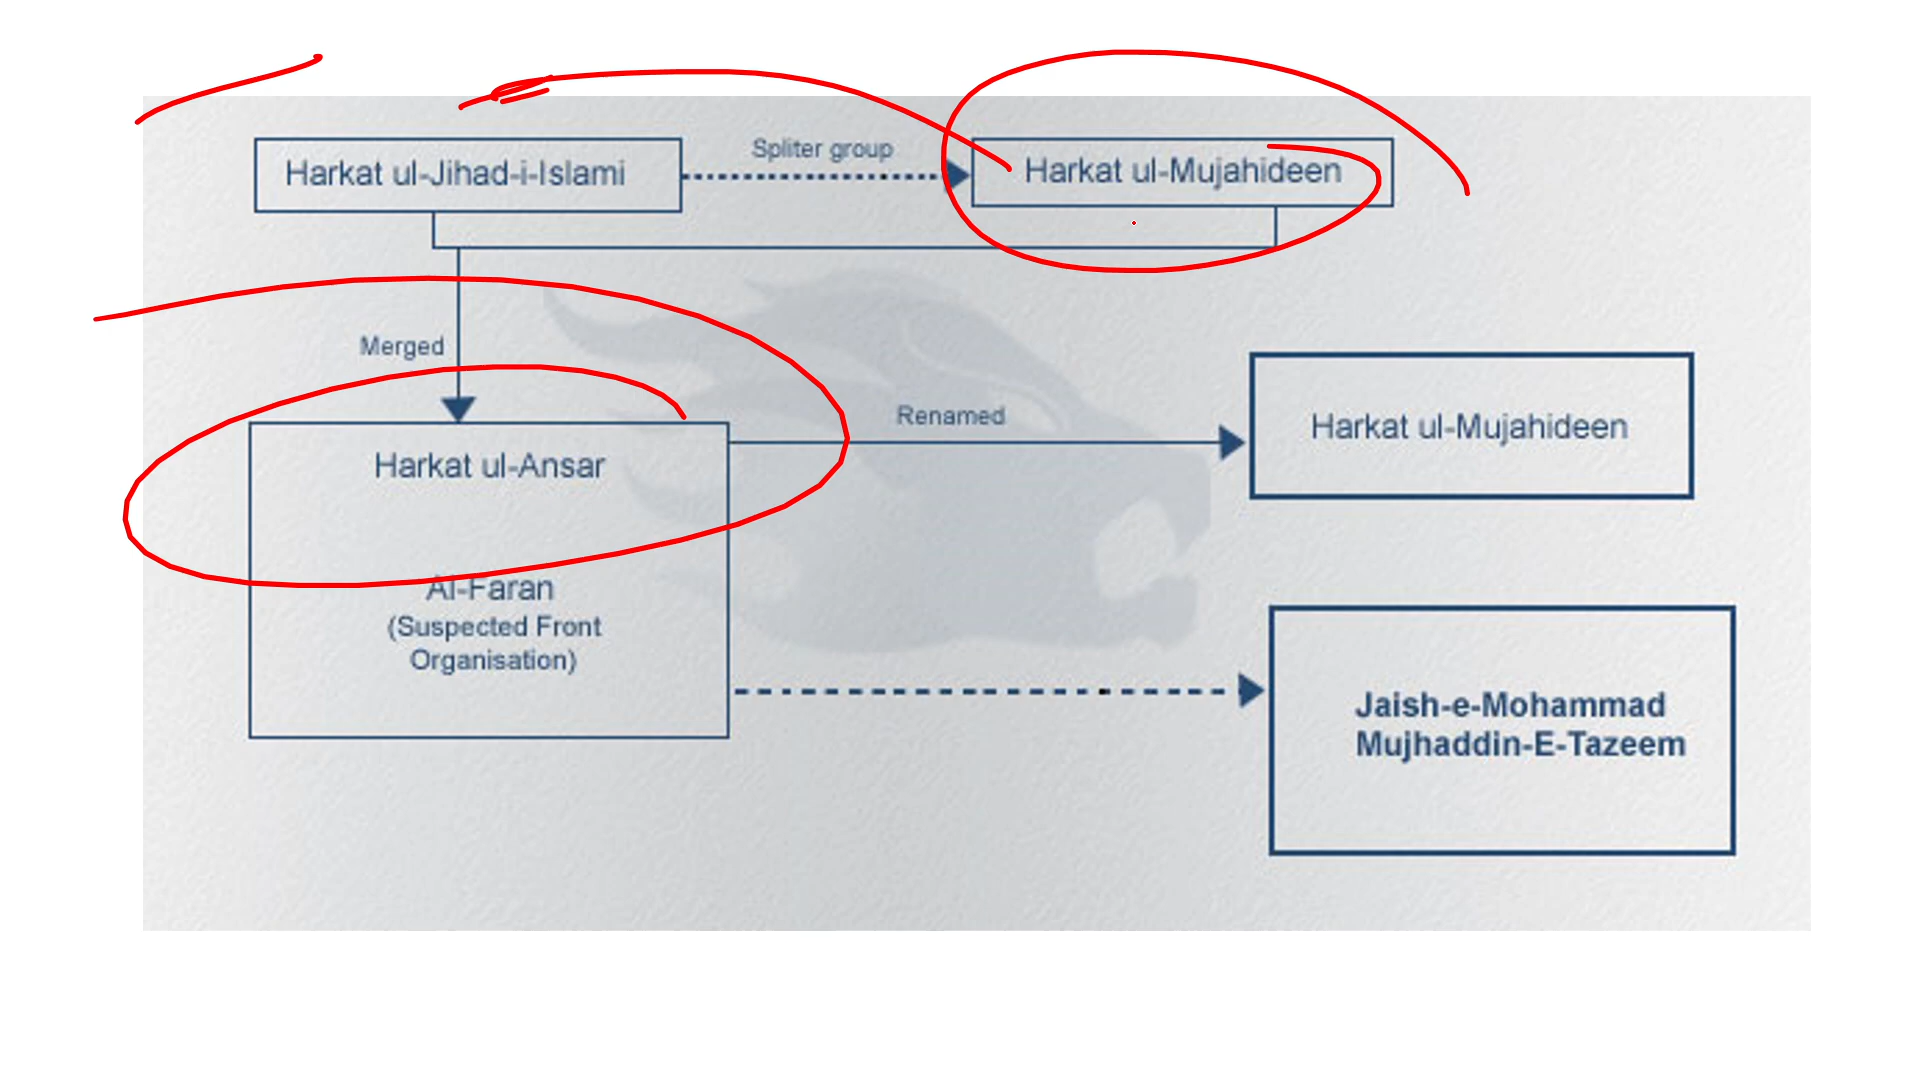 Harkat ul-Jihad-i-Islami
Spliter group
Harkat ul-Mujahideen
Merged
Harkat ul-Ansar
Renamed
Harkat ul-Mujahideen
Al-Faran
(Suspected Front
Organisation)
Jaish-e-Mohammad
Mujhaddin-E-Tazeem